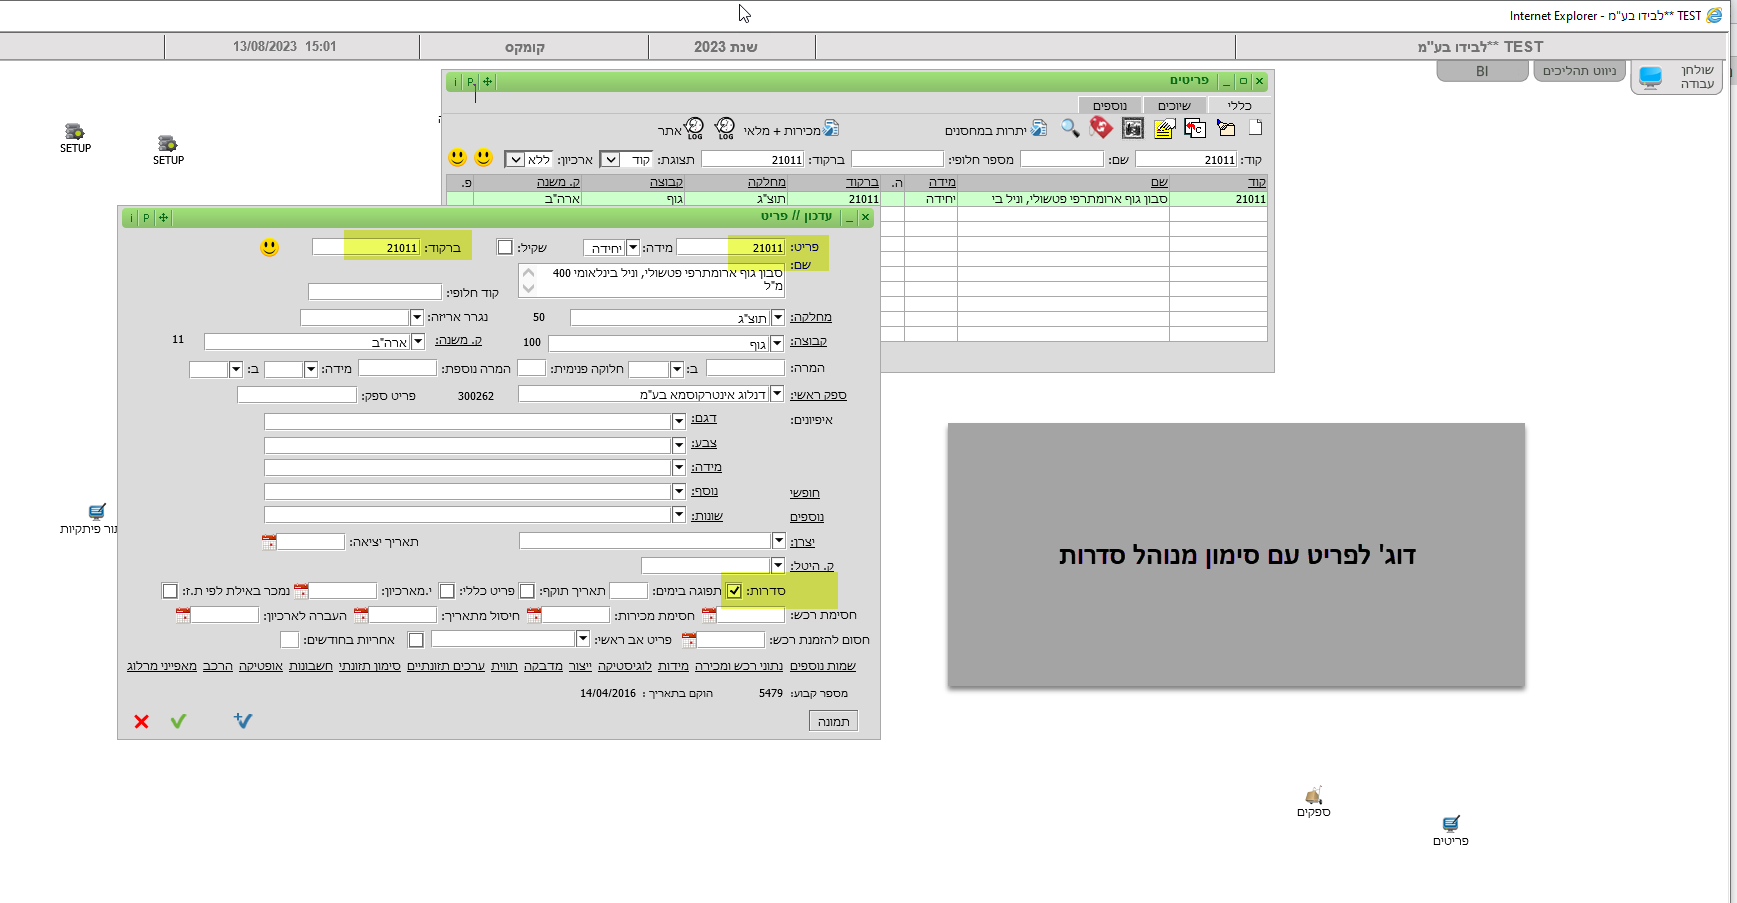 TEST **לבידו בע"מ - Internet Explorer
TEST **לבידו בע"מ
שנת 2023
קומקס
13/08/2023 15:01
שולחן עבודה
ניווט תהליכים
BI
SETUP
SETUP
פריטים
כללי
שיוכים
נוספים
יתרות במחסנים
מכירות + מלאי
LOG
אתר
LOG
קוד: 21011
שם:
מספר חלופי:
ברקוד: 21011
תצוגת: קוד
ארכיון: ללא
קוד שם מידה ה. ברקוד מחלקה קבוצה ק. משנה פ.
21011 סבון גוף ארומתרפי פטשולי, וניל בי יחידה 21011 תוצ"ג גוף ארה"ב
עדכון // פריט
פריט: 21011 מידה: יחידה שקיל: ברקוד: 21011
שם: סבון גוף ארומתרפי פטשולי, וניל בינלאומי 400
מ"ל
קוד חלופי:
מחלקה: תוצ"ג 50 נגרר אריזה:
קבוצה: גוף 100 ק. משנה: ארה"ב 11
המרה: ב: חלוקה פנימית: המרה נוספת: מידה: ב:
ספק ראשי: דנלוג אינטרקוסמא בע"מ 300262 פריט ספק:
איפיונים: דגם:
צבע:
מידה:
חופשי נוסף:
נוספים שונות:
יצרן: תאריך יציאה:
ק. היטל:
סדרות: תפוגה בימים: תאריך תוקף: פריט כללי: י.מארכיון: נמכר באילת לפי ת.ז:
חסימת רכש: חסימת מכירות: חיסול מתאריך: העברה לארכיון:
חסום להזמנת רכש: פריט אב ראשי: אחריות בחודשים:
שמות נוספים נתוני רכש ומכירה מידות לוגיסטיקה ייצור מדבקה תווית ערכים תזונתיים סימון תזונתי חשבונות אופטיקה הרכב מאפייני מרלוג
מספר קבוע: 5479 הוקם בתאריך : 14/04/2016
תמונה
דוג' לפריט עם סימון מנוהל סדרות
ספקים
פריטים